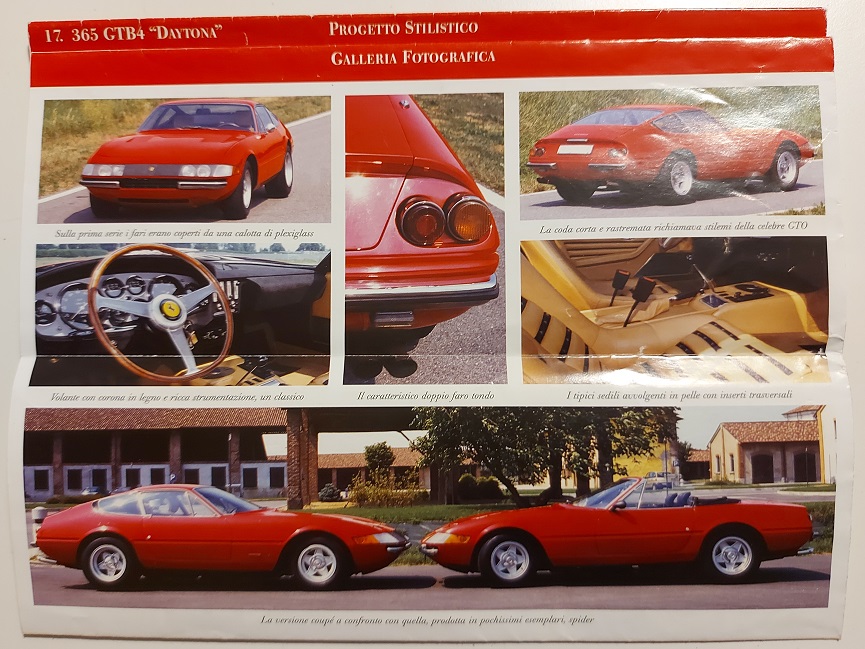 17. 365 GTB4 “DAYTONA”
PROGETTO STILISTICO
GALLERIA FOTOGRAFICA
Sulla prima serie i fari erano coperti da una calotta di plexiglass
La coda corta e rastremata richiamava stilemi della celebre GTO
Volante con corona in legno e ricca strumentazione, un classico
Il caratteristico doppio faro tondo
I tipici sedili avvolgenti in pelle con inserti trasversali
La versione coupé a confronto con quella, prodotta in pochissimi esemplari, spider